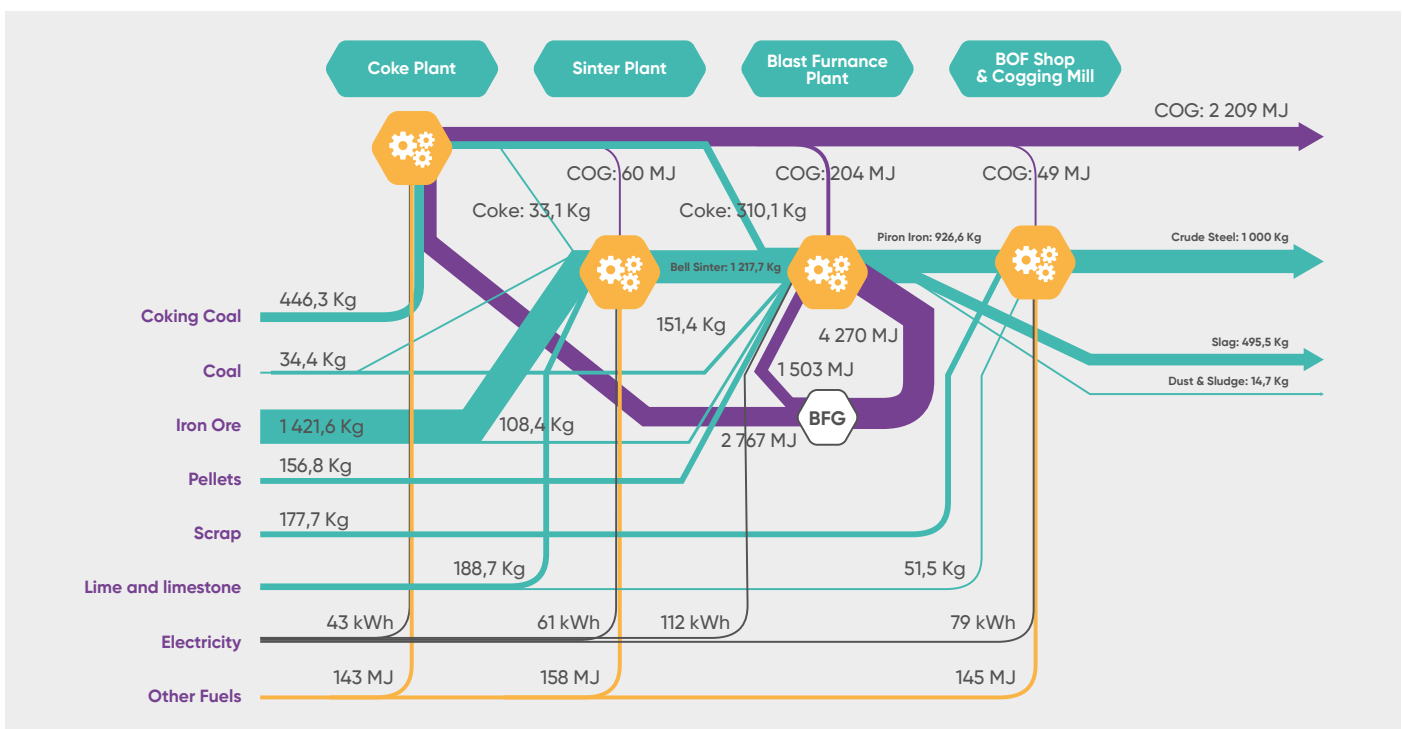 Coke Plant
Sinter Plant
Blast Furnance
Plant
BOF Shop
& Cogging Mill
COG: 2 209 MJ
COG: 60 MJ
COG: 204 MJ
COG: 49 MJ
Coke: 33,1 Kg
Coke: 310,1 Kg
Piron Iron: 926,6 Kg
Crude Steel: 1 000 Kg
Bell Sinter: 1 217,7 Kg
446,3 Kg
Coking Coal
151,4 Kg
4 270 MJ
Slag: 495,5 Kg
34,4 Kg
Coal
1 503 MJ
Dust & Sludge: 14,7 Kg
Iron Ore
1 421,6 Kg
108,4 Kg
BFG
2 767 MJ
156,8 Kg
Pellets
177,7 Kg
Scrap
188,7 Kg
51,5 Kg
Lime and limestone
43 kWh
61 kWh
112 kWh
79 kWh
Electricity
143 MJ
158 MJ
145 MJ
Other Fuels